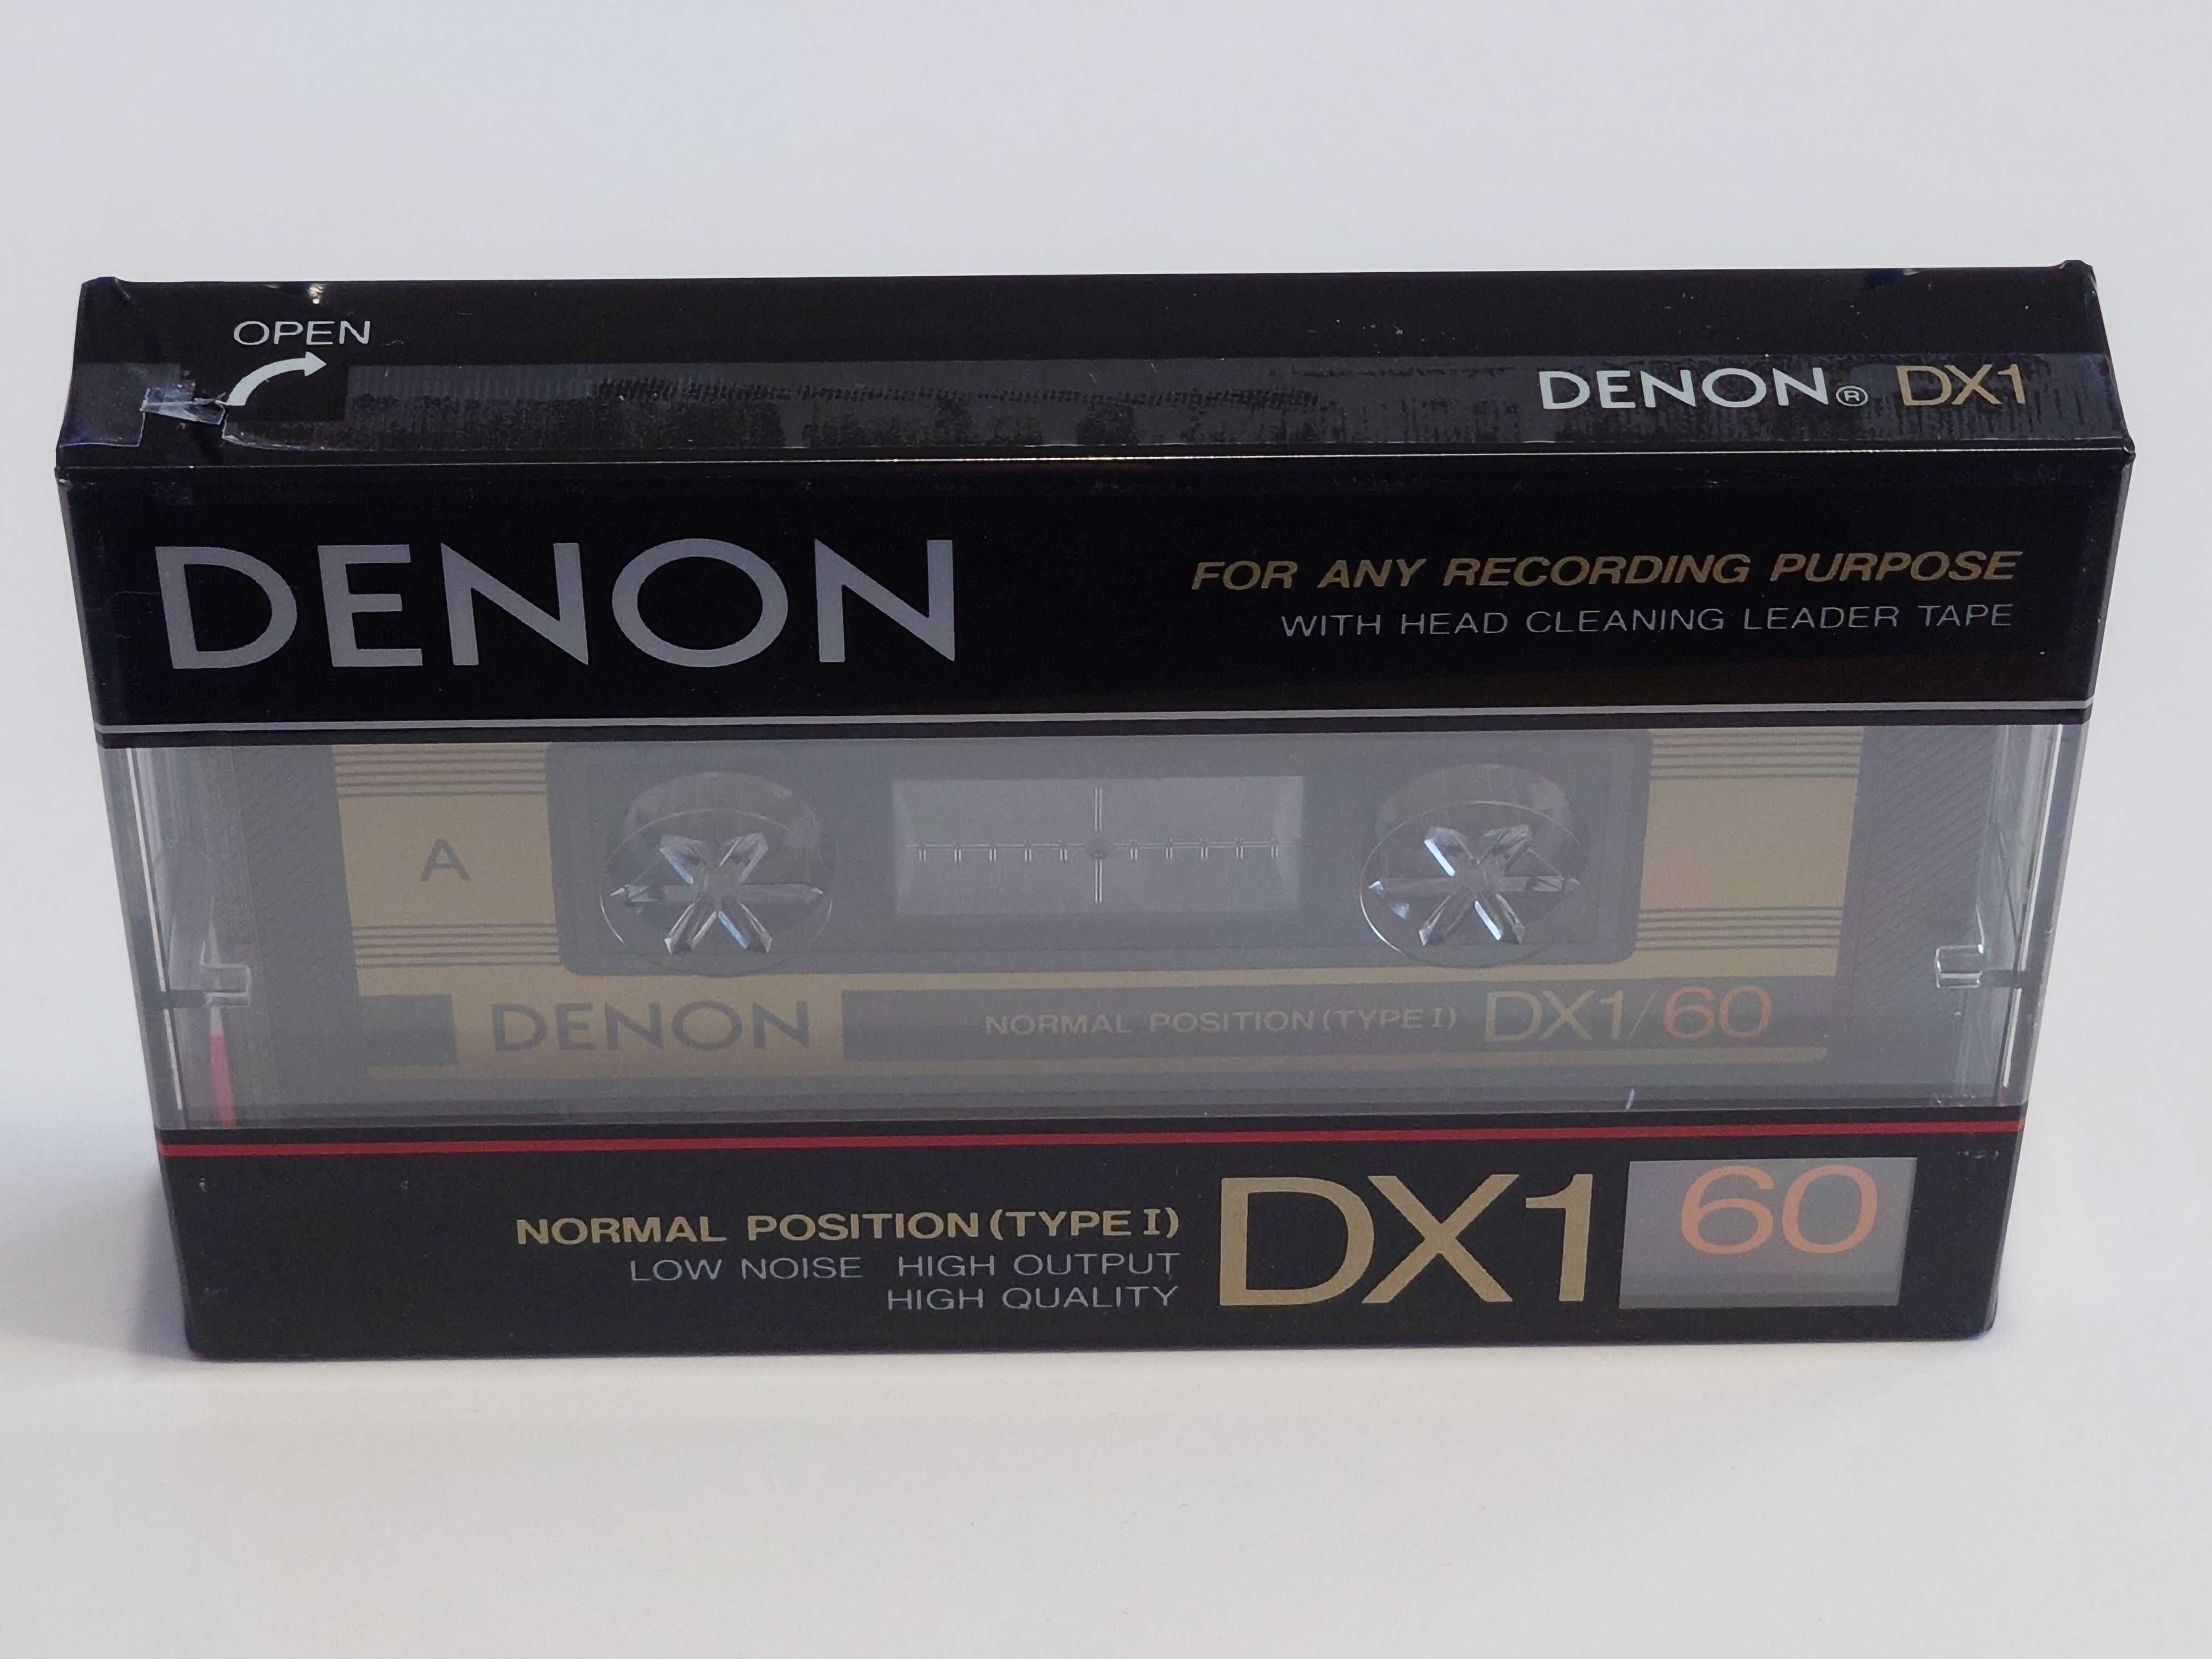 OPEN
DENON® DX1
DENON
FOR ANY RECORDING PURPOSE
WITH HEAD CLEANING LEADER TAPE
A
DENON NORMAL POSITION (TYPE I) DX1/60
NORMAL POSITION (TYPE I)
LOW NOISE HIGH OUTPUT
HIGH QUALITY
DX1 60